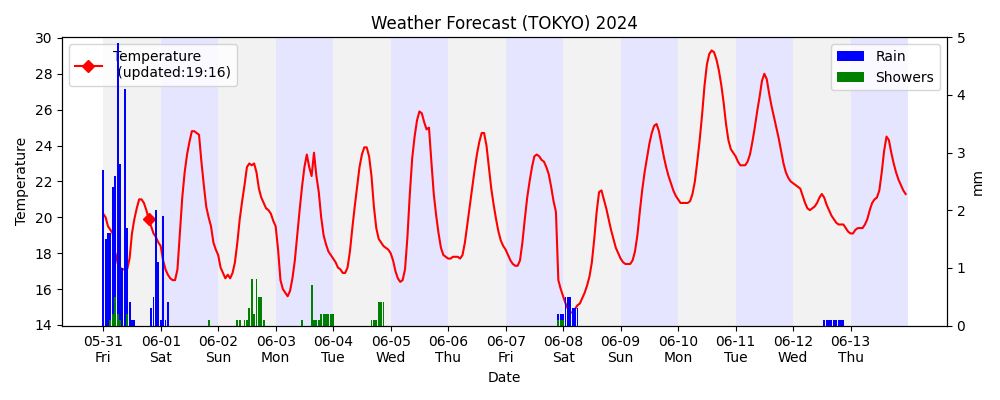 Weather Forecast (TOKYO) 2024
Temperature
(updated:19:16)
Rain
Showers
Temperature
30
28
26
24
22
20
18
16
14
5
4
3
2
1
0
mm
05-31 06-01 06-02 06-03 06-04 06-05 06-06 06-07 06-08 06-09 06-10 06-11 06-12 06-13
Fri Sat Sun Mon Tue Wed Thu Fri Sat Sun Mon Tue Wed Thu
Date